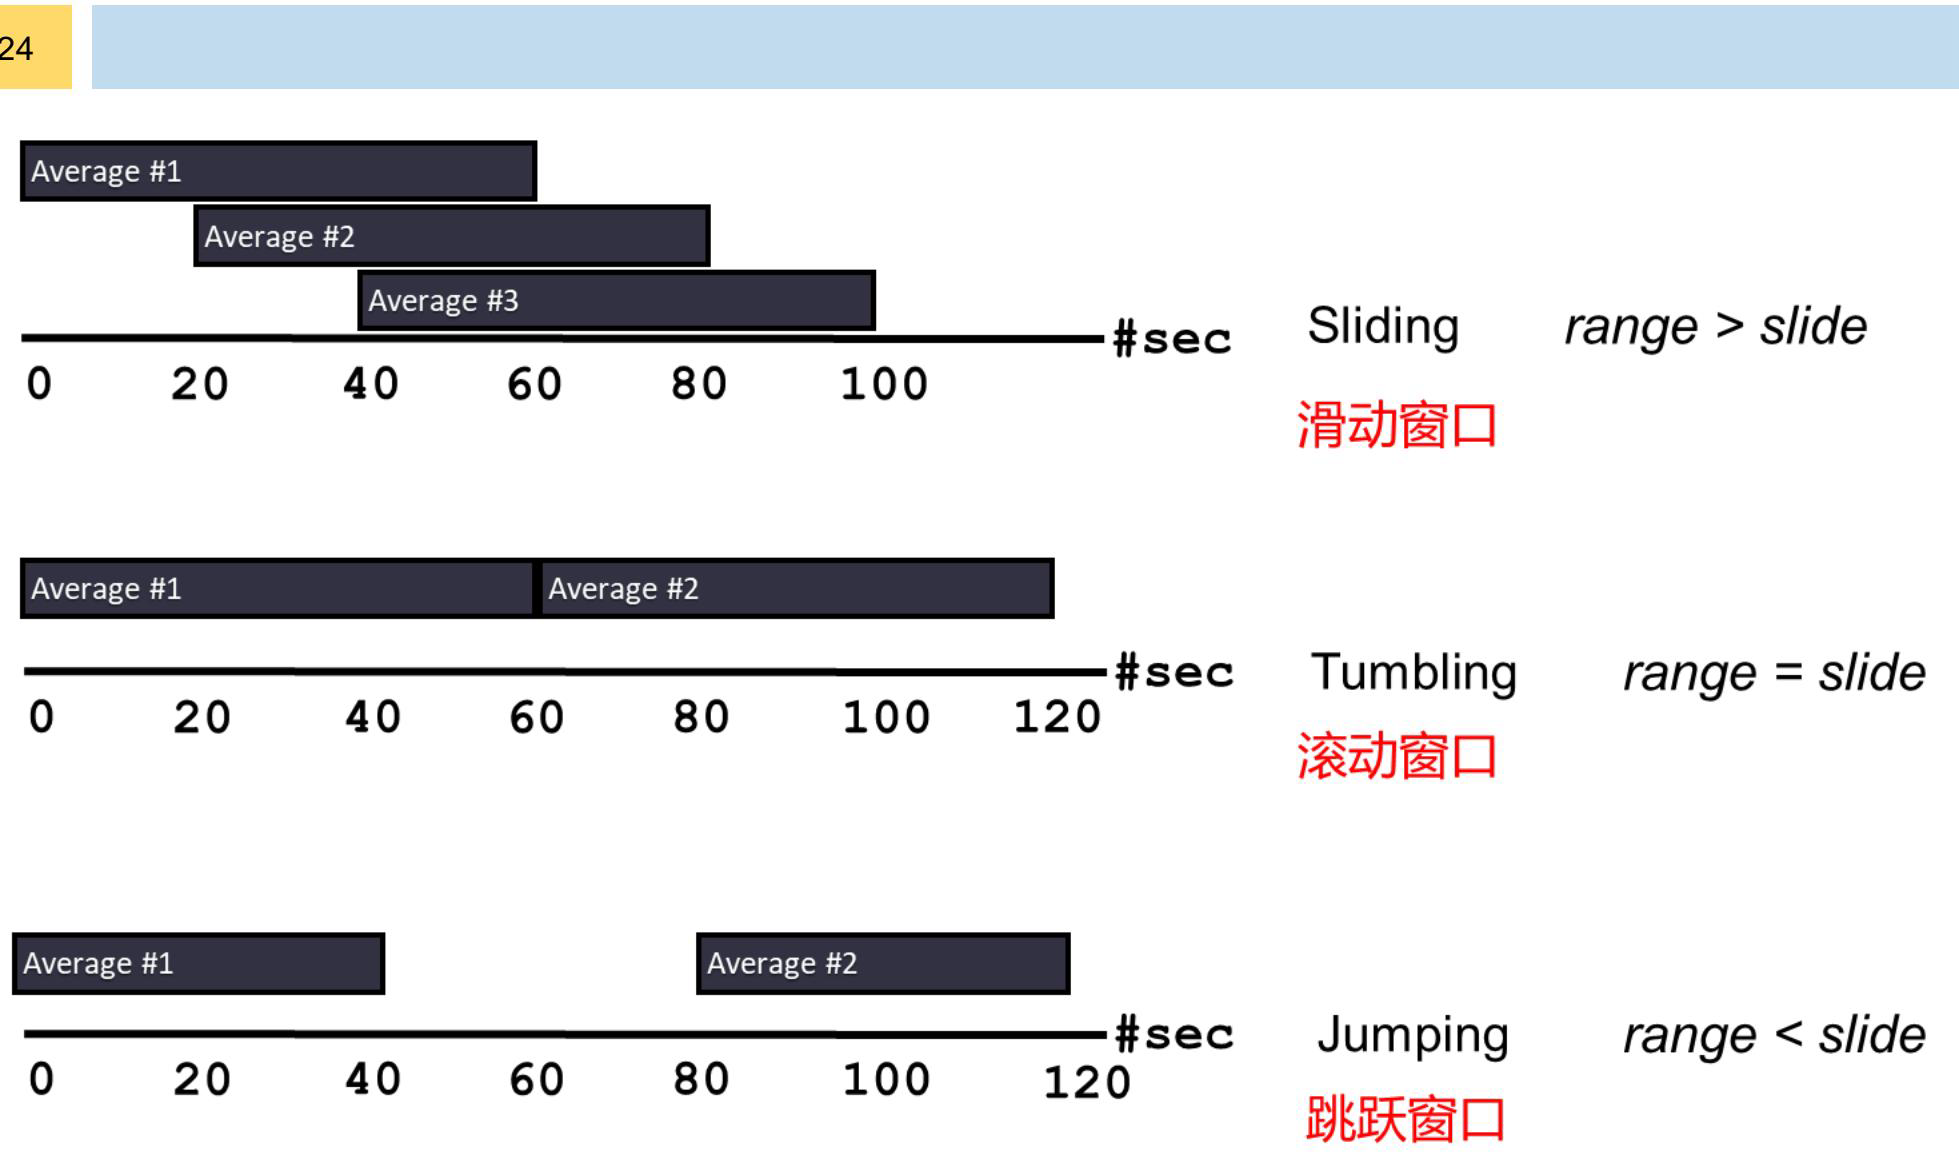 24
Average #1
Average #2
Average #3
#sec
0 20 40 60 80 100
Sliding range > slide
滑动窗口
Average #1 Average #2
#sec
0 20 40 60 80 100 120
Tumbling range = slide
滚动窗口
Average #1 Average #2
#sec
0 20 40 60 80 100 120
Jumping range < slide
跳跃窗口